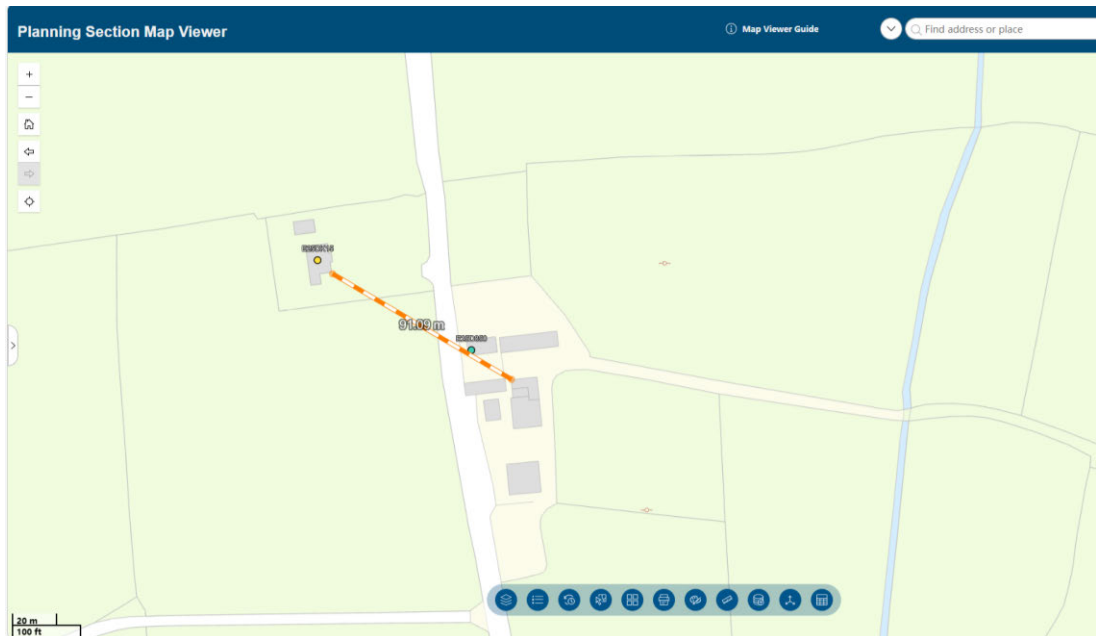 Planning Section Map Viewer
Map Viewer Guide
Find address or place
91.09 m
20 m
100 ft